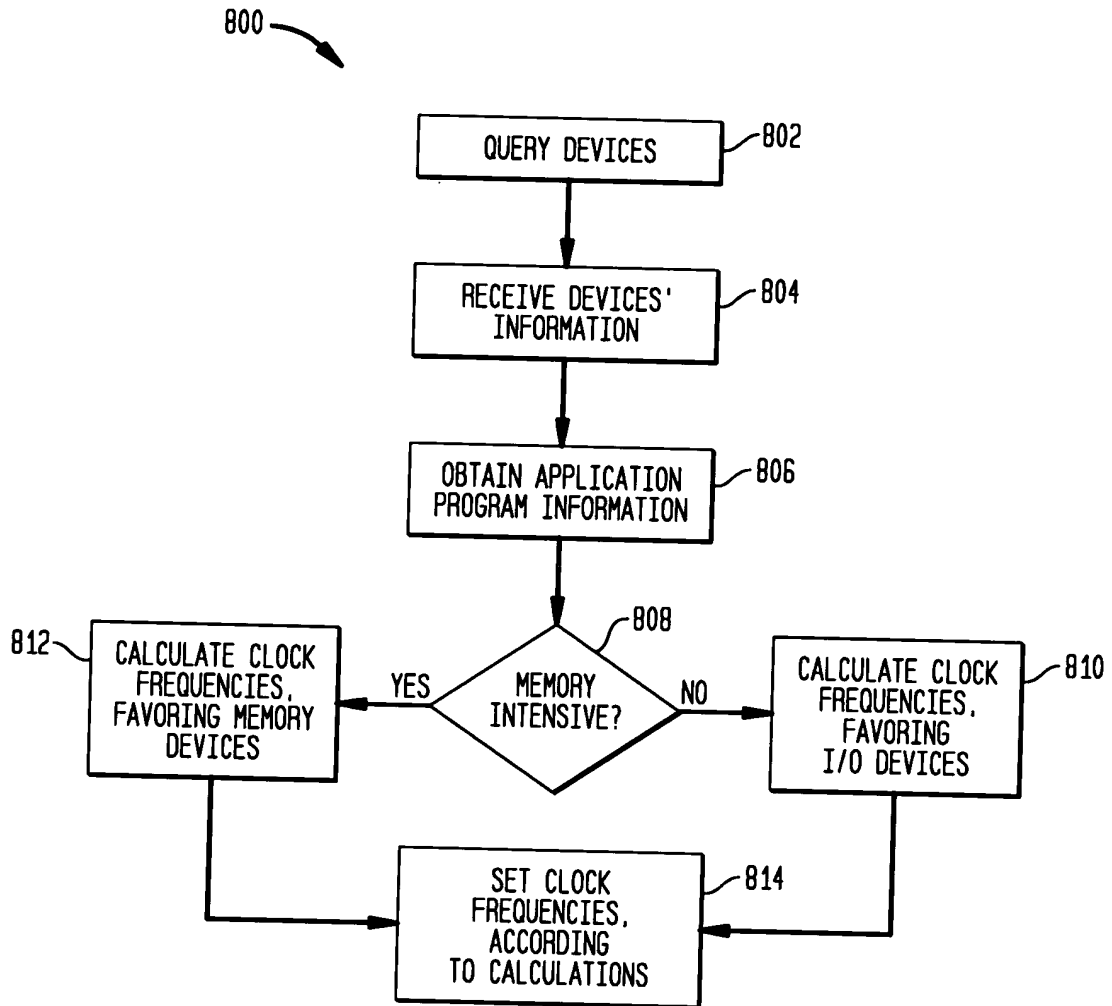 800
QUERY DEVICES
802
RECEIVE DEVICES'
INFORMATION
804
OBTAIN APPLICATION
PROGRAM INFORMATION
806
808
MEMORY
INTENSIVE?
YES
NO
812
CALCULATE CLOCK
FREQUENCIES,
FAVORING MEMORY
DEVICES
CALCULATE CLOCK
FREQUENCIES,
FAVORING
I/O DEVICES
810
SET CLOCK
FREQUENCIES,
ACCORDING
TO CALCULATIONS
814